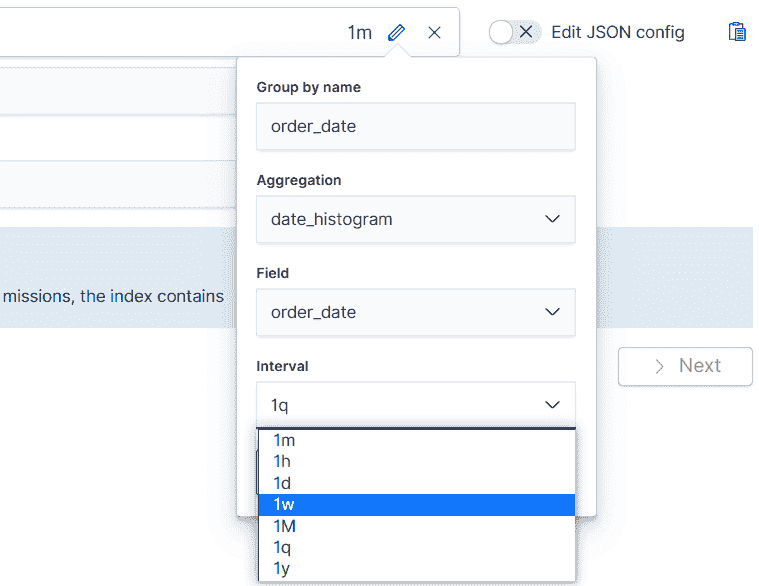 1m
Edit JSON config
Group by name
order_date
Aggregation
date_histogram
Field
order_date
missions, the index contains
Interval
Next
1q
1m
1h
1d
1w
1M
1q
1y